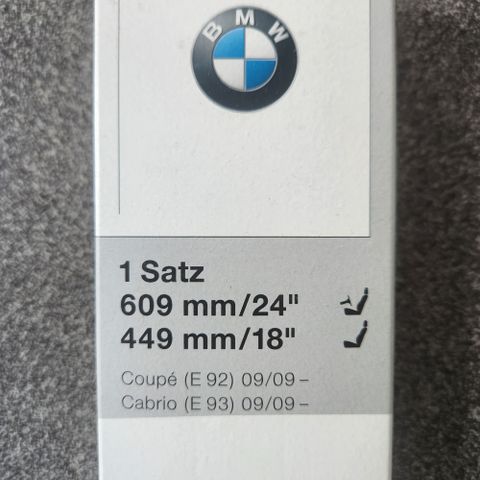 BMW
1 Satz
609 mm/24"
449 mm/18"
Coupé (E 92) 09/09 –
Cabrio (E 93) 09/09 –